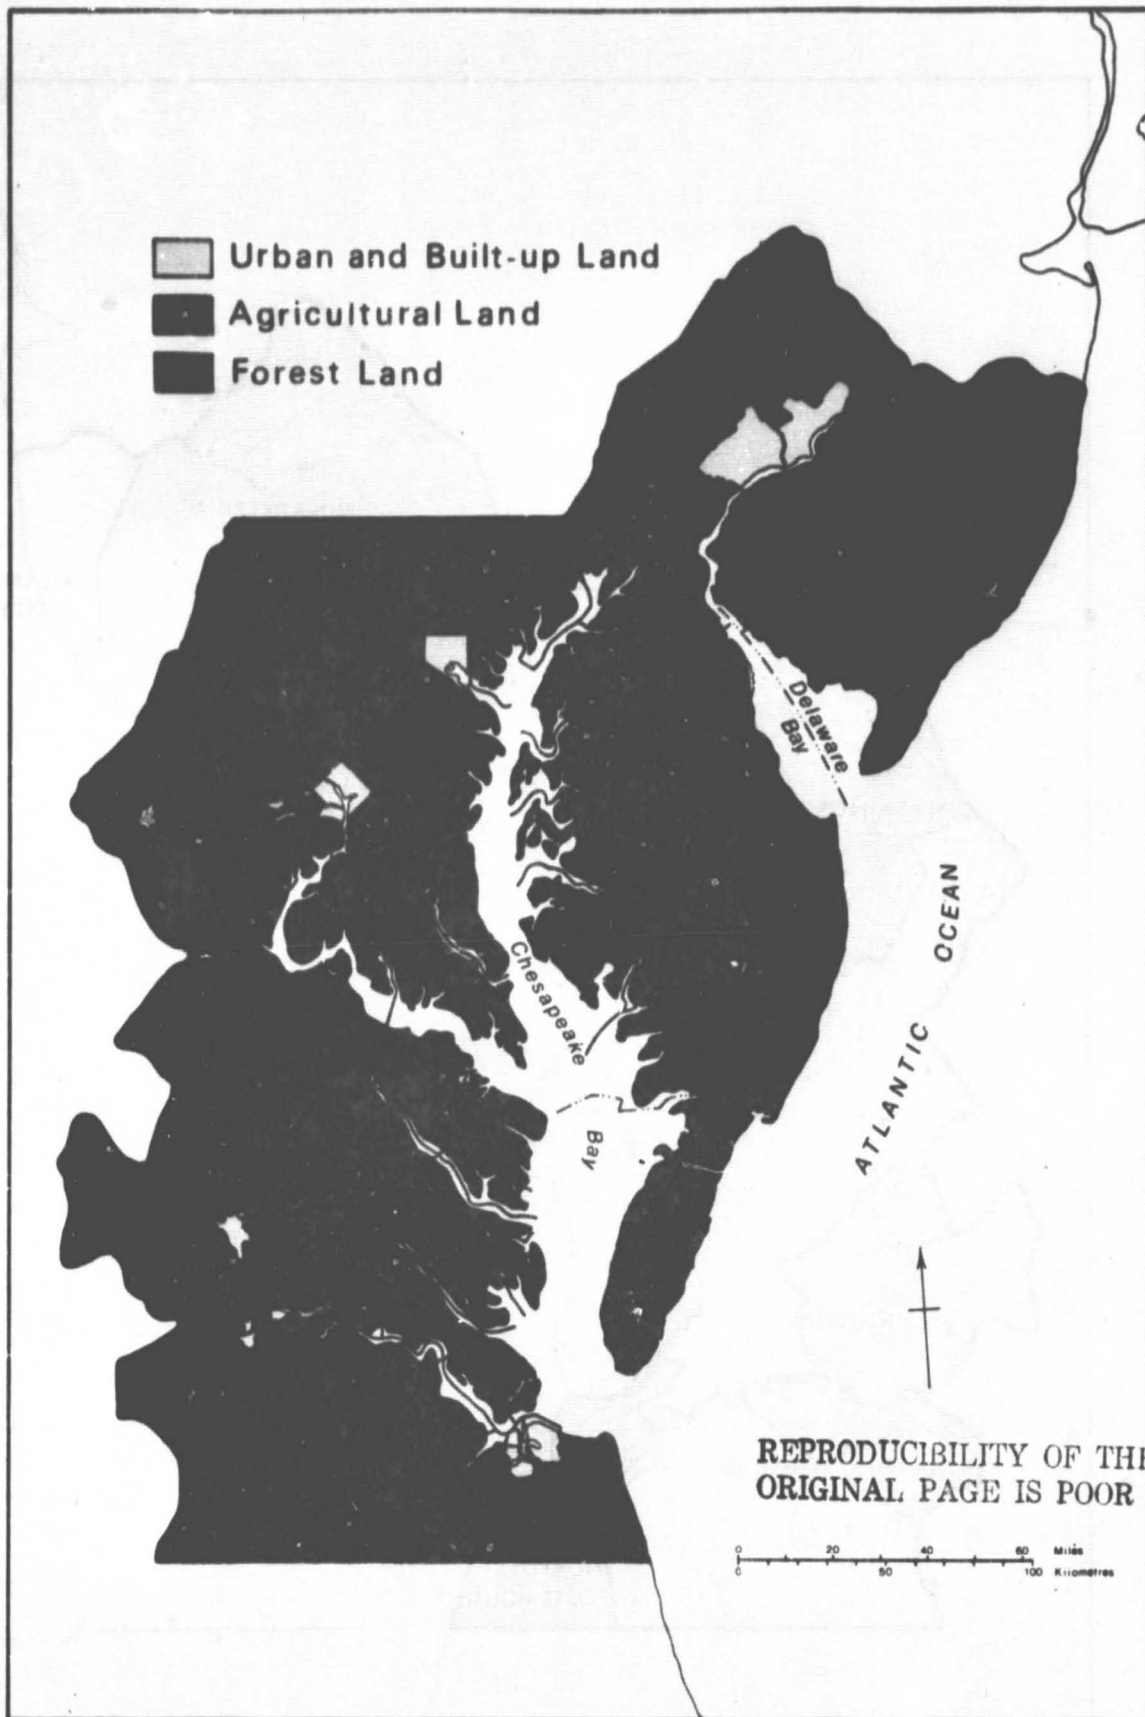 Urban and Built-up Land
Agricultural Land
Forest Land
Delaware
Bay
Chesapeake
Bay
ATLANTIC OCEAN
REPRODUCIBILITY OF THE
ORIGINAL PAGE IS POOR
0 20 40 60 Miles
0 50 100 Kilometres